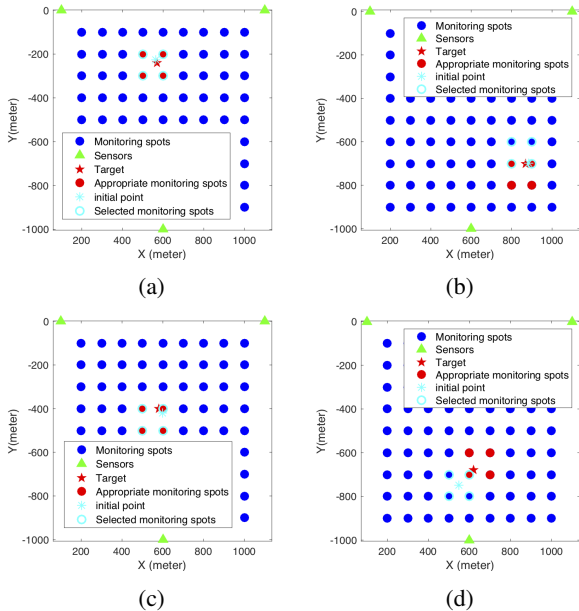 0
-200
-400
-600
-800
-1000
Y(meter)
Monitoring spots
Sensors
Target
Appropriate monitoring spots
initial point
Selected monitoring spots
200 400 600 800 1000
X (meter)
(a)
0
-200
-400
-600
-800
-1000
Y(meter)
Monitoring spots
Sensors
Target
Appropriate monitoring spots
initial point
Selected monitoring spots
200 400 600 800 1000
X (meter)
(b)
0
-200
-400
-600
-800
-1000
Y(meter)
Monitoring spots
Sensors
Target
Appropriate monitoring spots
initial point
Selected monitoring spots
200 400 600 800 1000
X (meter)
(c)
0
-200
-400
-600
-800
-1000
Y(meter)
Monitoring spots
Sensors
Target
Appropriate monitoring spots
initial point
Selected monitoring spots
200 400 600 800 1000
X (meter)
(d)